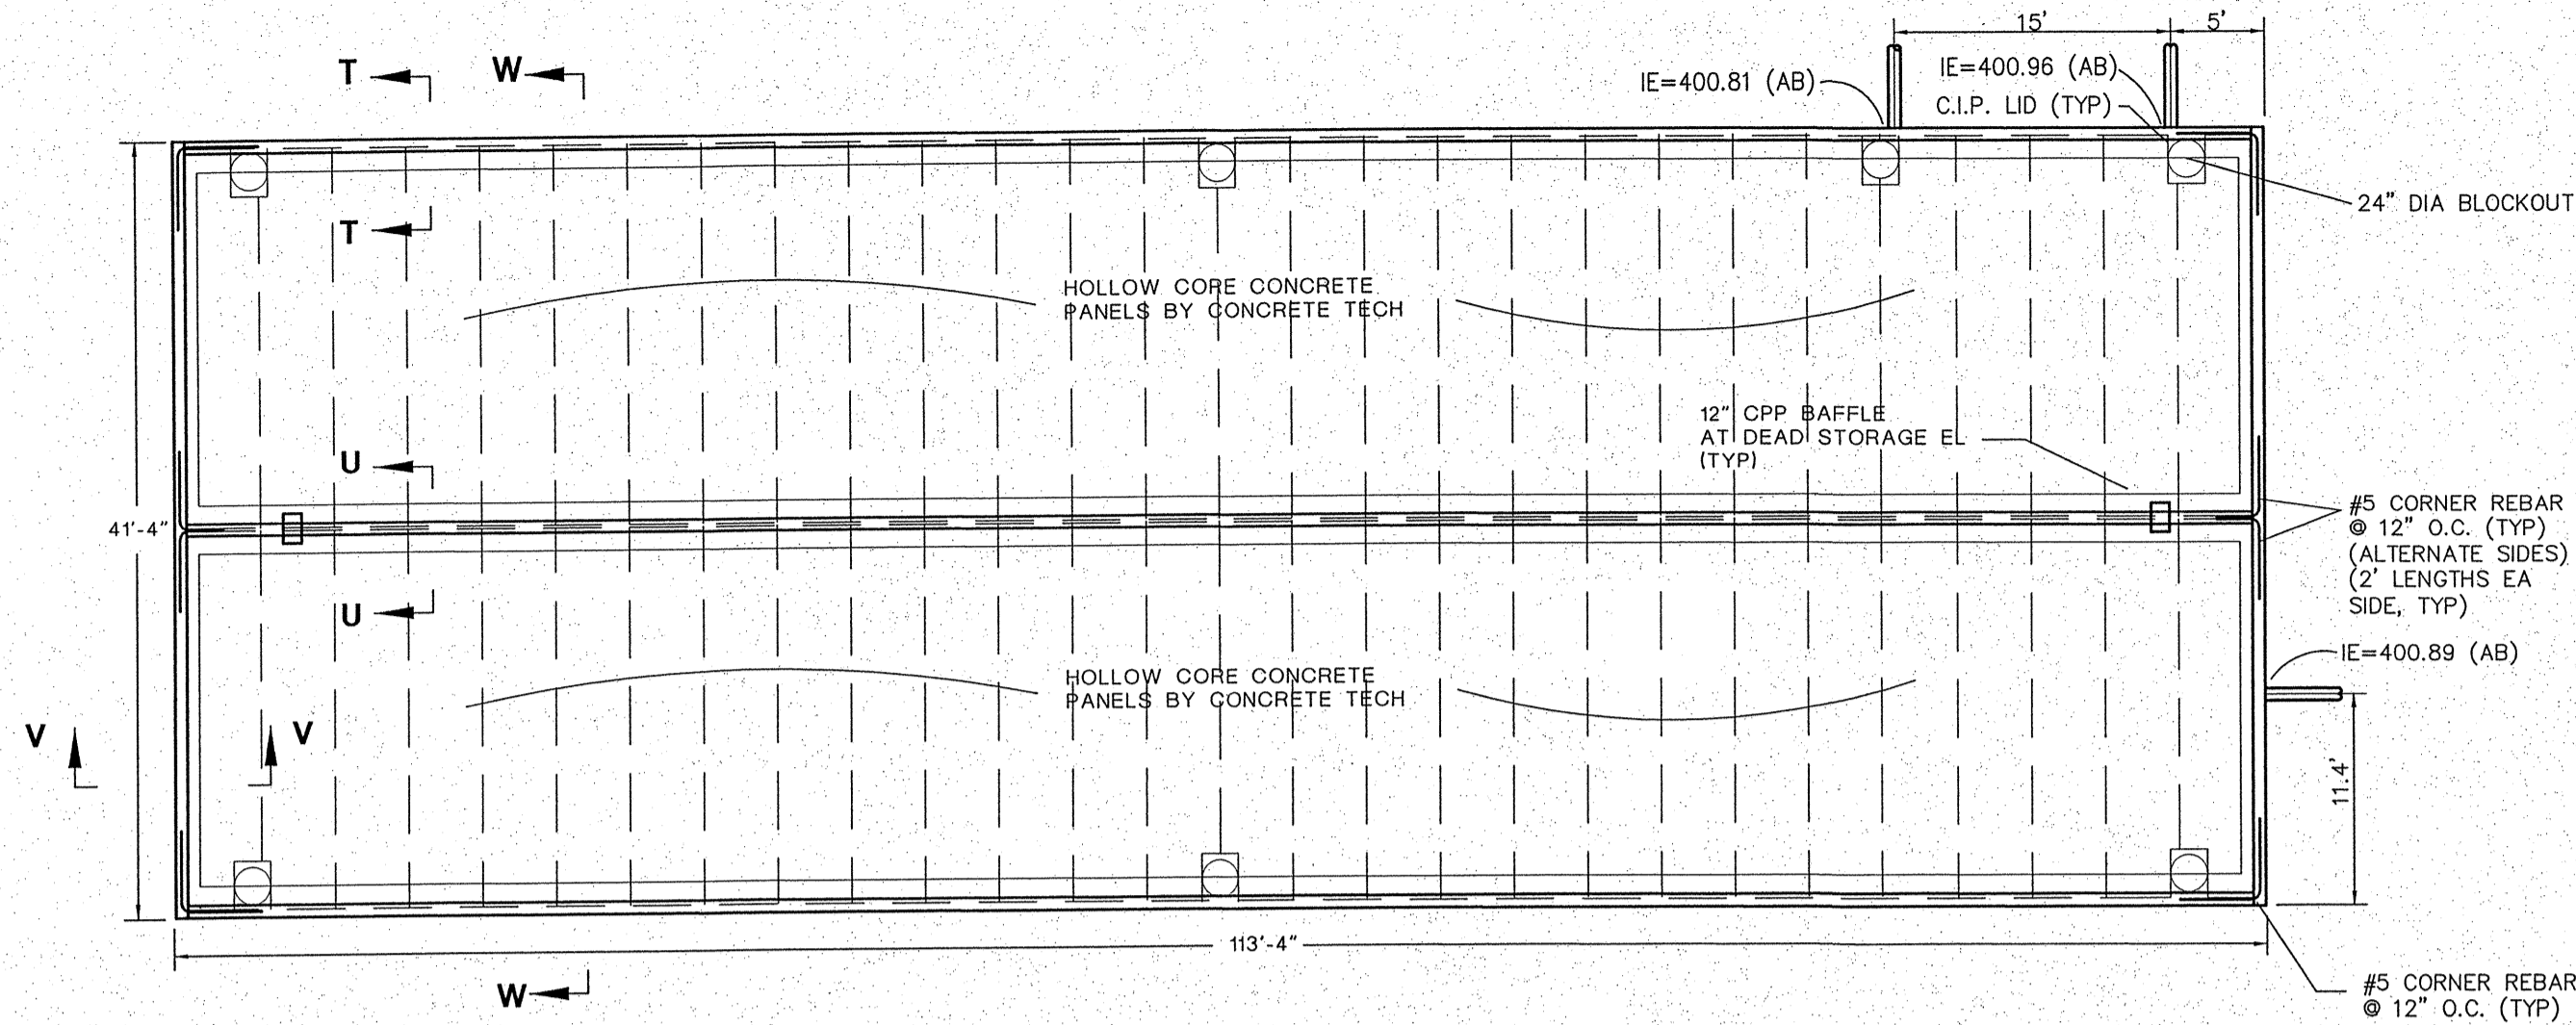 15'
5'
T
W
IE=400.81 (AB)
IE=400.96 (AB)
C.I.P. LID (TYP)
24" DIA BLOCKOUT
T
HOLLOW CORE CONCRETE
PANELS BY CONCRETE TECH
12" CPP BAFFLE
AT DEAD STORAGE EL
(TYP)
U
41'-4"
#5 CORNER REBAR
@ 12" O.C. (TYP)
(ALTERNATE SIDES)
(2' LENGTHS EA
SIDE, TYP)
U
IE=400.89 (AB)
HOLLOW CORE CONCRETE
PANELS BY CONCRETE TECH
V
V
11.4'
113'-4"
W
#5 CORNER REBAR
@ 12" O.C. (TYP)